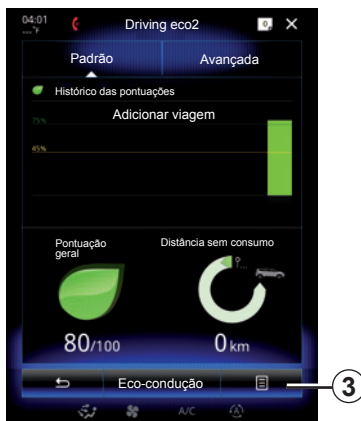 04:01
Driving eco2
--°F
Padrão
Avançada
Histórico das pontuações
Adicionar viagem
75%
45%
Pontuação geral
Distância sem consumo
80/100
0 km
Eco-condução
3
A/C